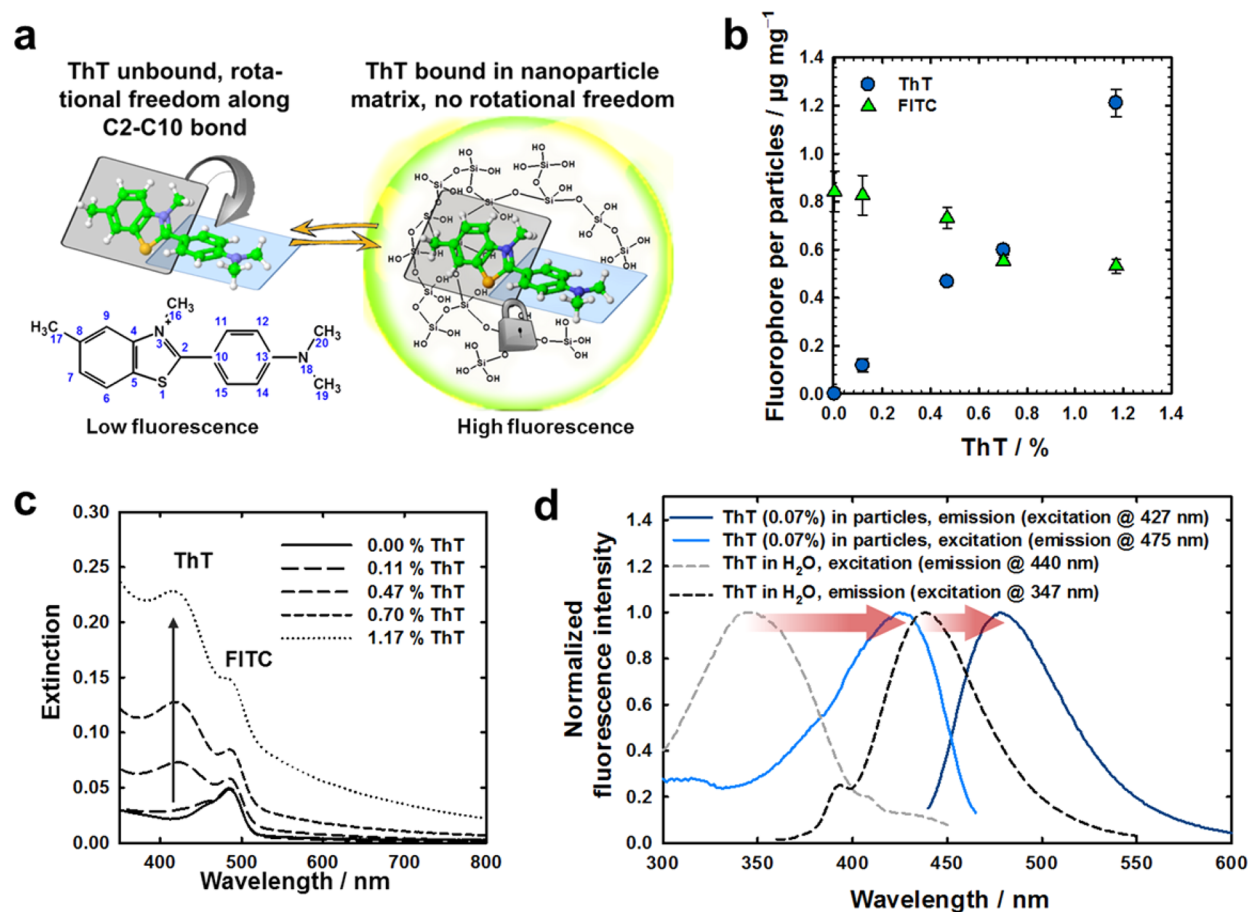 a
ThT unbound, rota-
tional freedom along
C2-C10 bond
ThT bound in nanoparticle
matrix, no rotational freedom
CH₃
16
H₃C
17
8
9
4
N
+
3
2
7
6
5
S
1
11
12
10
13
15
14
N
18
CH₃
20
CH₃
19
Low fluorescence
High fluorescence
b
Fluorophore per particles / µg mg⁻¹
1.4
1.2
1.0
0.8
0.6
0.4
0.2
0.0
ThT
FITC
0.0 0.2 0.4 0.6 0.8 1.0 1.2 1.4
ThT / %
c
Extinction
0.30
0.25
0.20
0.15
0.10
0.05
0.00
ThT
FITC
0.00 % ThT
0.11 % ThT
0.47 % ThT
0.70 % ThT
1.17 % ThT
400 500 600 700 800
Wavelength / nm
d
Normalized
fluorescence intensity
1.4
1.2
1.0
0.8
0.6
0.4
0.2
0.0
ThT (0.07%) in particles, emission (excitation @ 427 nm)
ThT (0.07%) in particles, excitation (emission @ 475 nm)
ThT in H₂O, excitation (emission @ 440 nm)
ThT in H₂O, emission (excitation @ 347 nm)
300 350 400 450 500 550 600
Wavelength / nm